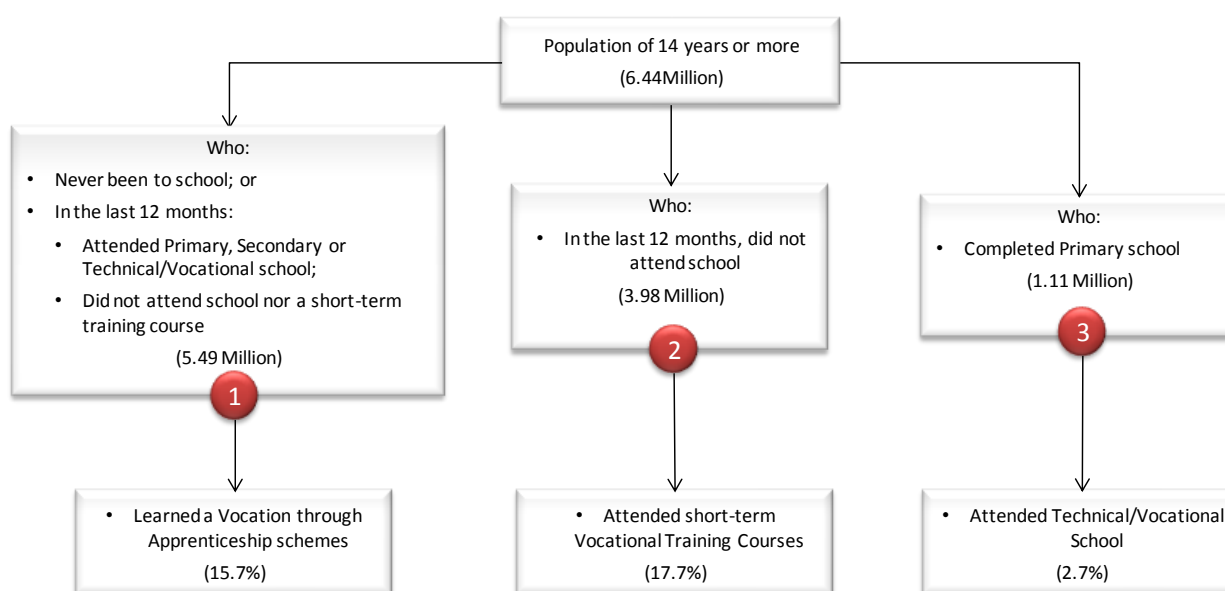 Population of 14 years or more
(6.44Million)
Who:
• Never been to school; or
• In the last 12 months:
• Attended Primary, Secondary or
Technical/Vocational school;
• Did not attend school nor a short-term
training course
(5.49 Million)
1
Who:
• In the last 12 months, did not
attend school
(3.98 Million)
2
Who:
• Completed Primary school
(1.11 Million)
3
• Learned a Vocation through
Apprenticeship schemes
(15.7%)
• Attended short-term
Vocational Training Courses
(17.7%)
• Attended Technical/Vocational
School
(2.7%)